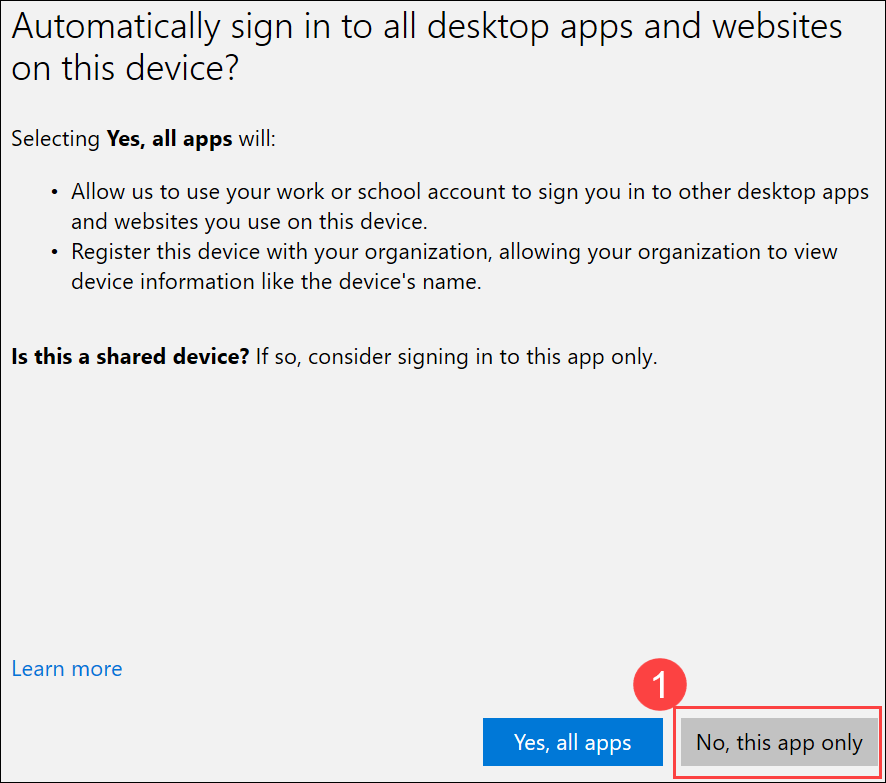 Automatically sign in to all desktop apps and websites
on this device?
Selecting Yes, all apps will:
• Allow us to use your work or school account to sign you in to other desktop apps
and websites you use on this device.
• Register this device with your organization, allowing your organization to view
device information like the device's name.
Is this a shared device? If so, consider signing in to this app only.
Learn more
1
Yes, all apps
No, this app only